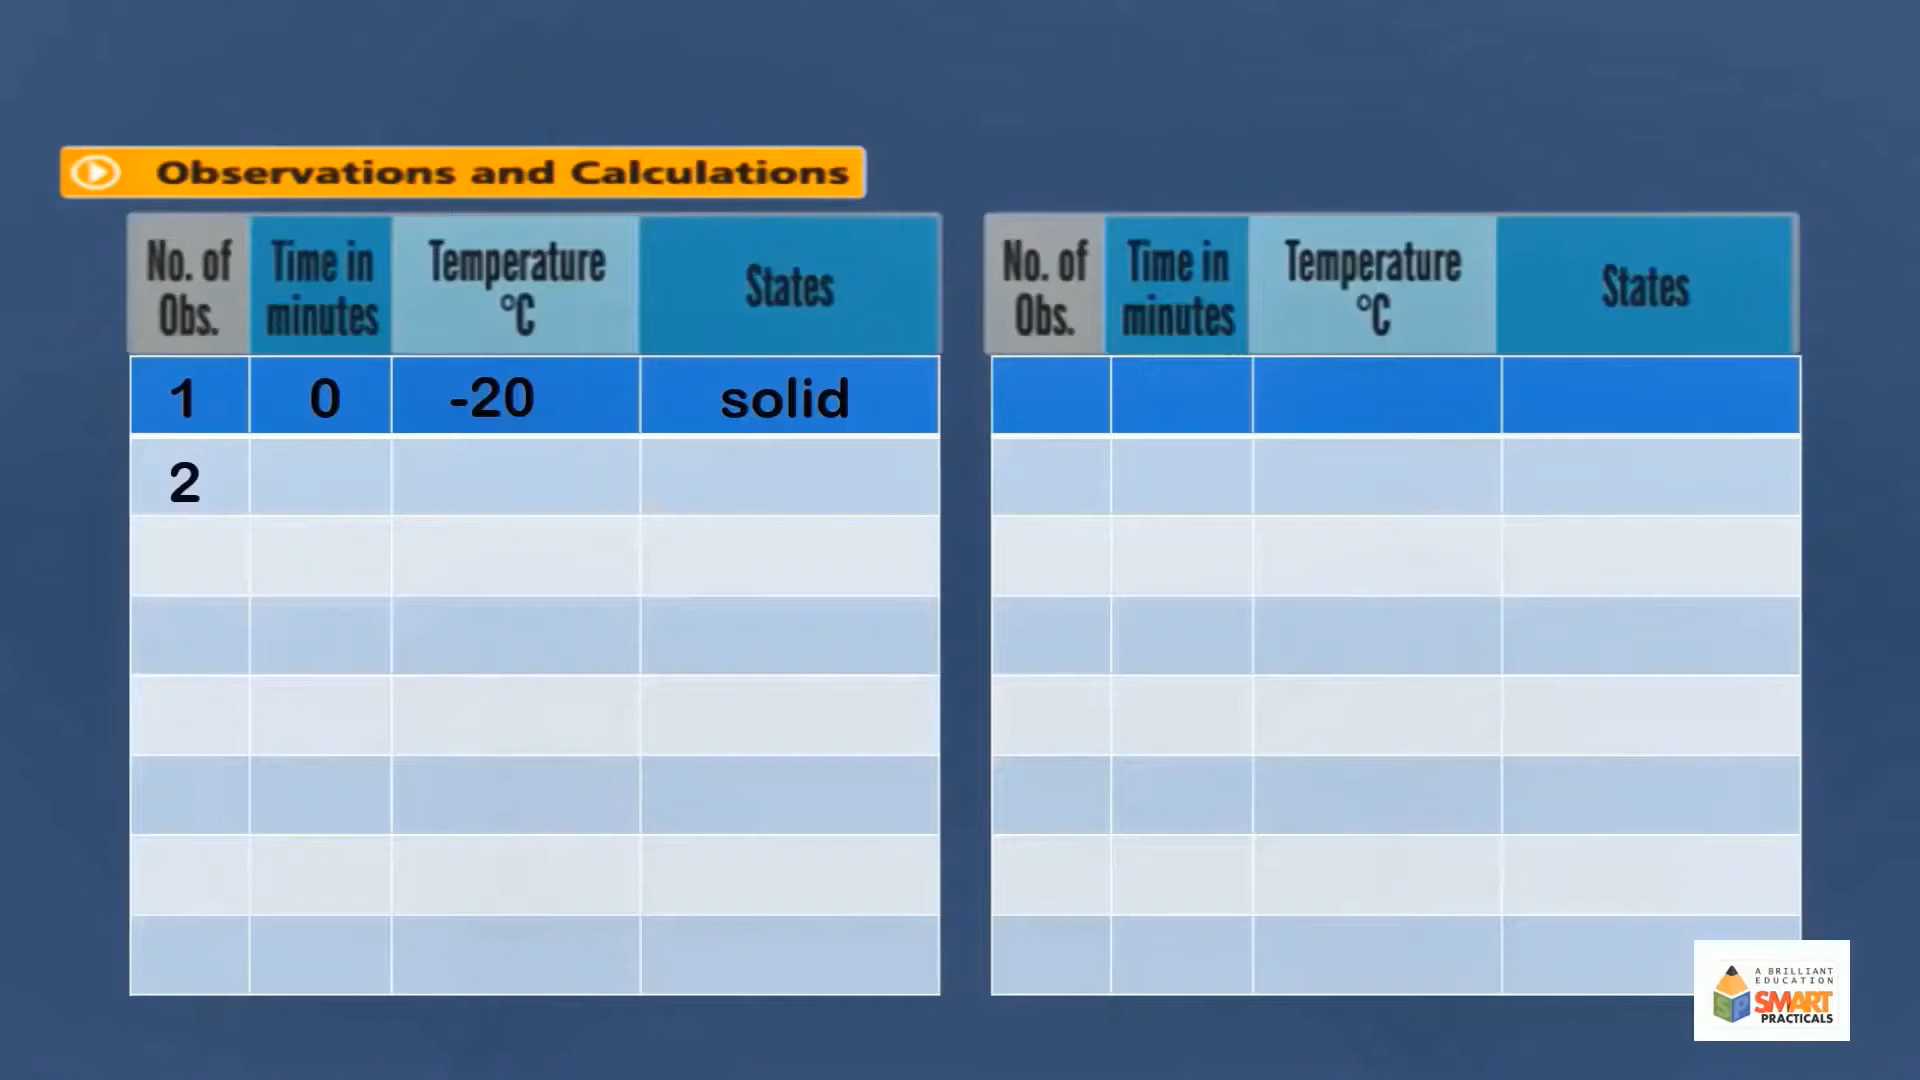 Observations and Calculations
No. of Obs. Time in minutes Temperature °C States
1 0 -20 solid
2
No. of Obs. Time in minutes Temperature °C States
A BRILLIANT
EDUCATION
SP
SMART
PRACTICALS